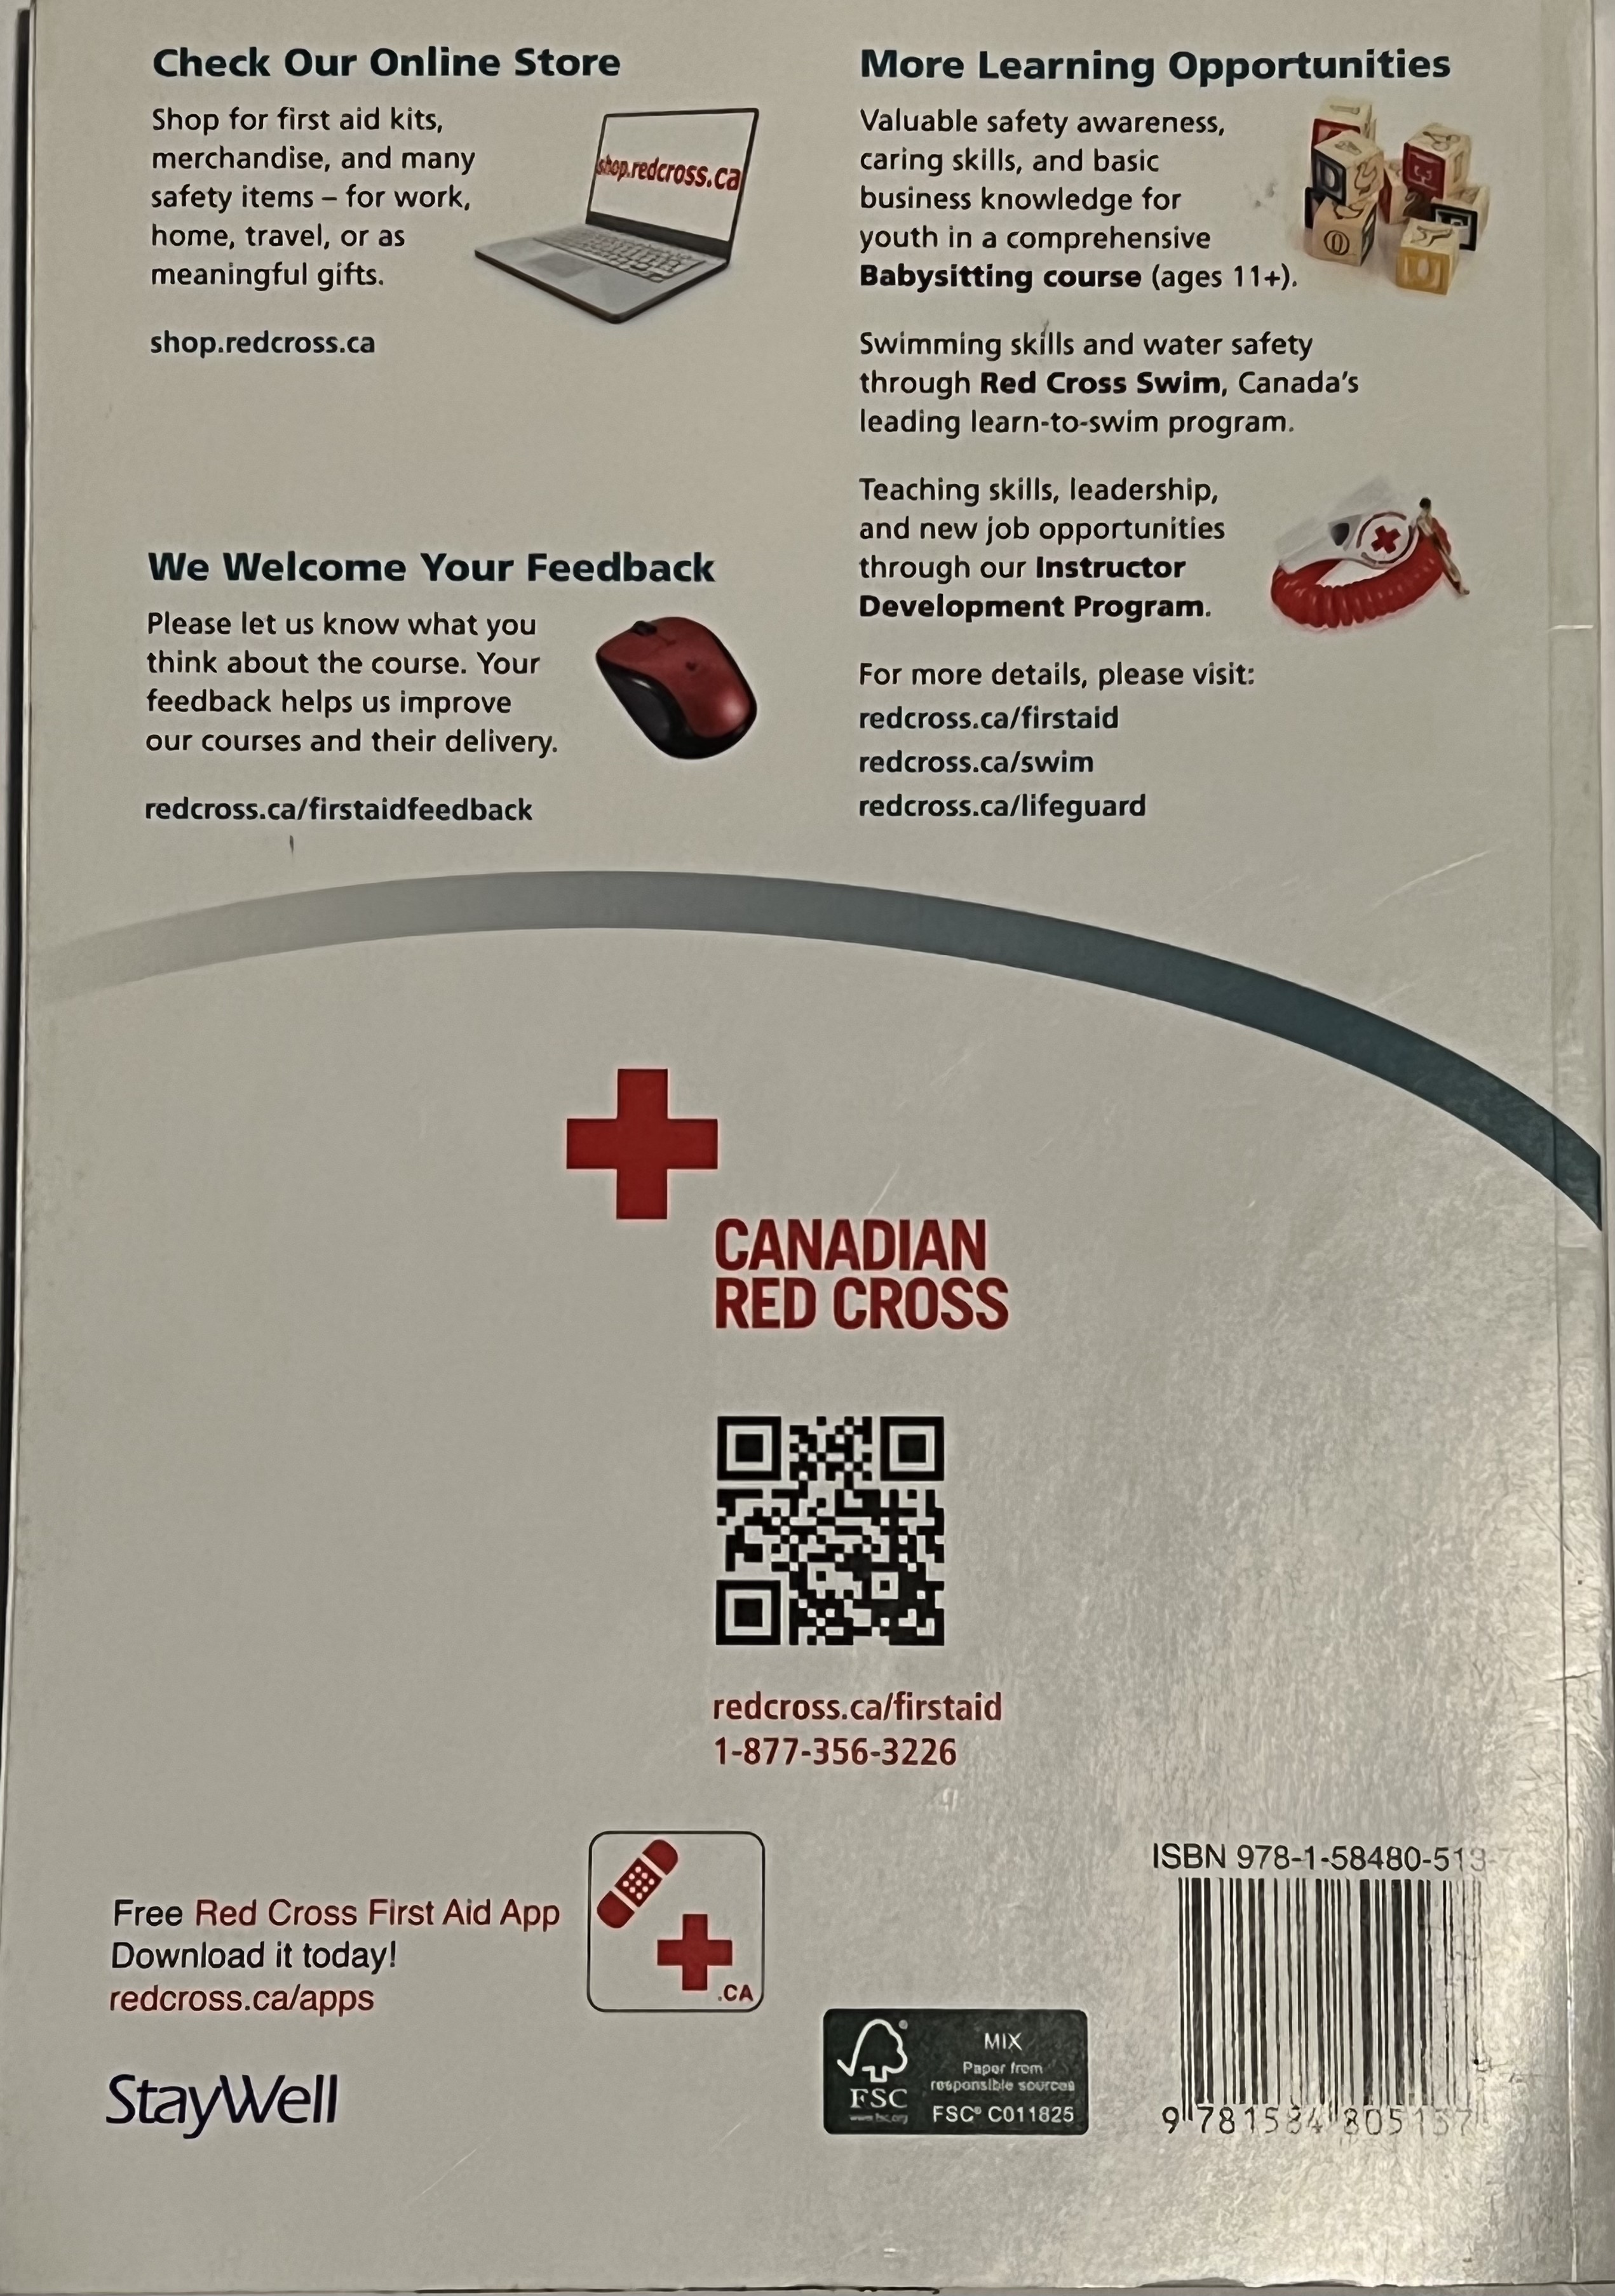 Check Our Online Store
Shop for first aid kits,
merchandise, and many
safety items – for work,
home, travel, or as
meaningful gifts.
shop.redcross.ca
shop.redcross.ca
We Welcome Your Feedback
Please let us know what you
think about the course. Your
feedback helps us improve
our courses and their delivery.
redcross.ca/firstaidfeedback
More Learning Opportunities
Valuable safety awareness,
caring skills, and basic
business knowledge for
youth in a comprehensive
Babysitting course (ages 11+).
Swimming skills and water safety
through Red Cross Swim, Canada's
leading learn-to-swim program.
Teaching skills, leadership,
and new job opportunities
through our Instructor
Development Program.
For more details, please visit:
redcross.ca/firstaid
redcross.ca/swim
redcross.ca/lifeguard
CANADIAN
RED CROSS
redcross.ca/firstaid
1-877-356-3226
Free Red Cross First Aid App
Download it today!
redcross.ca/apps
.CA
StayWell
FSC
www.fsc.org
MIX
Paper from
responsible sources
FSC® C011825
ISBN 978-1-58480-513-7
9 781584 805137